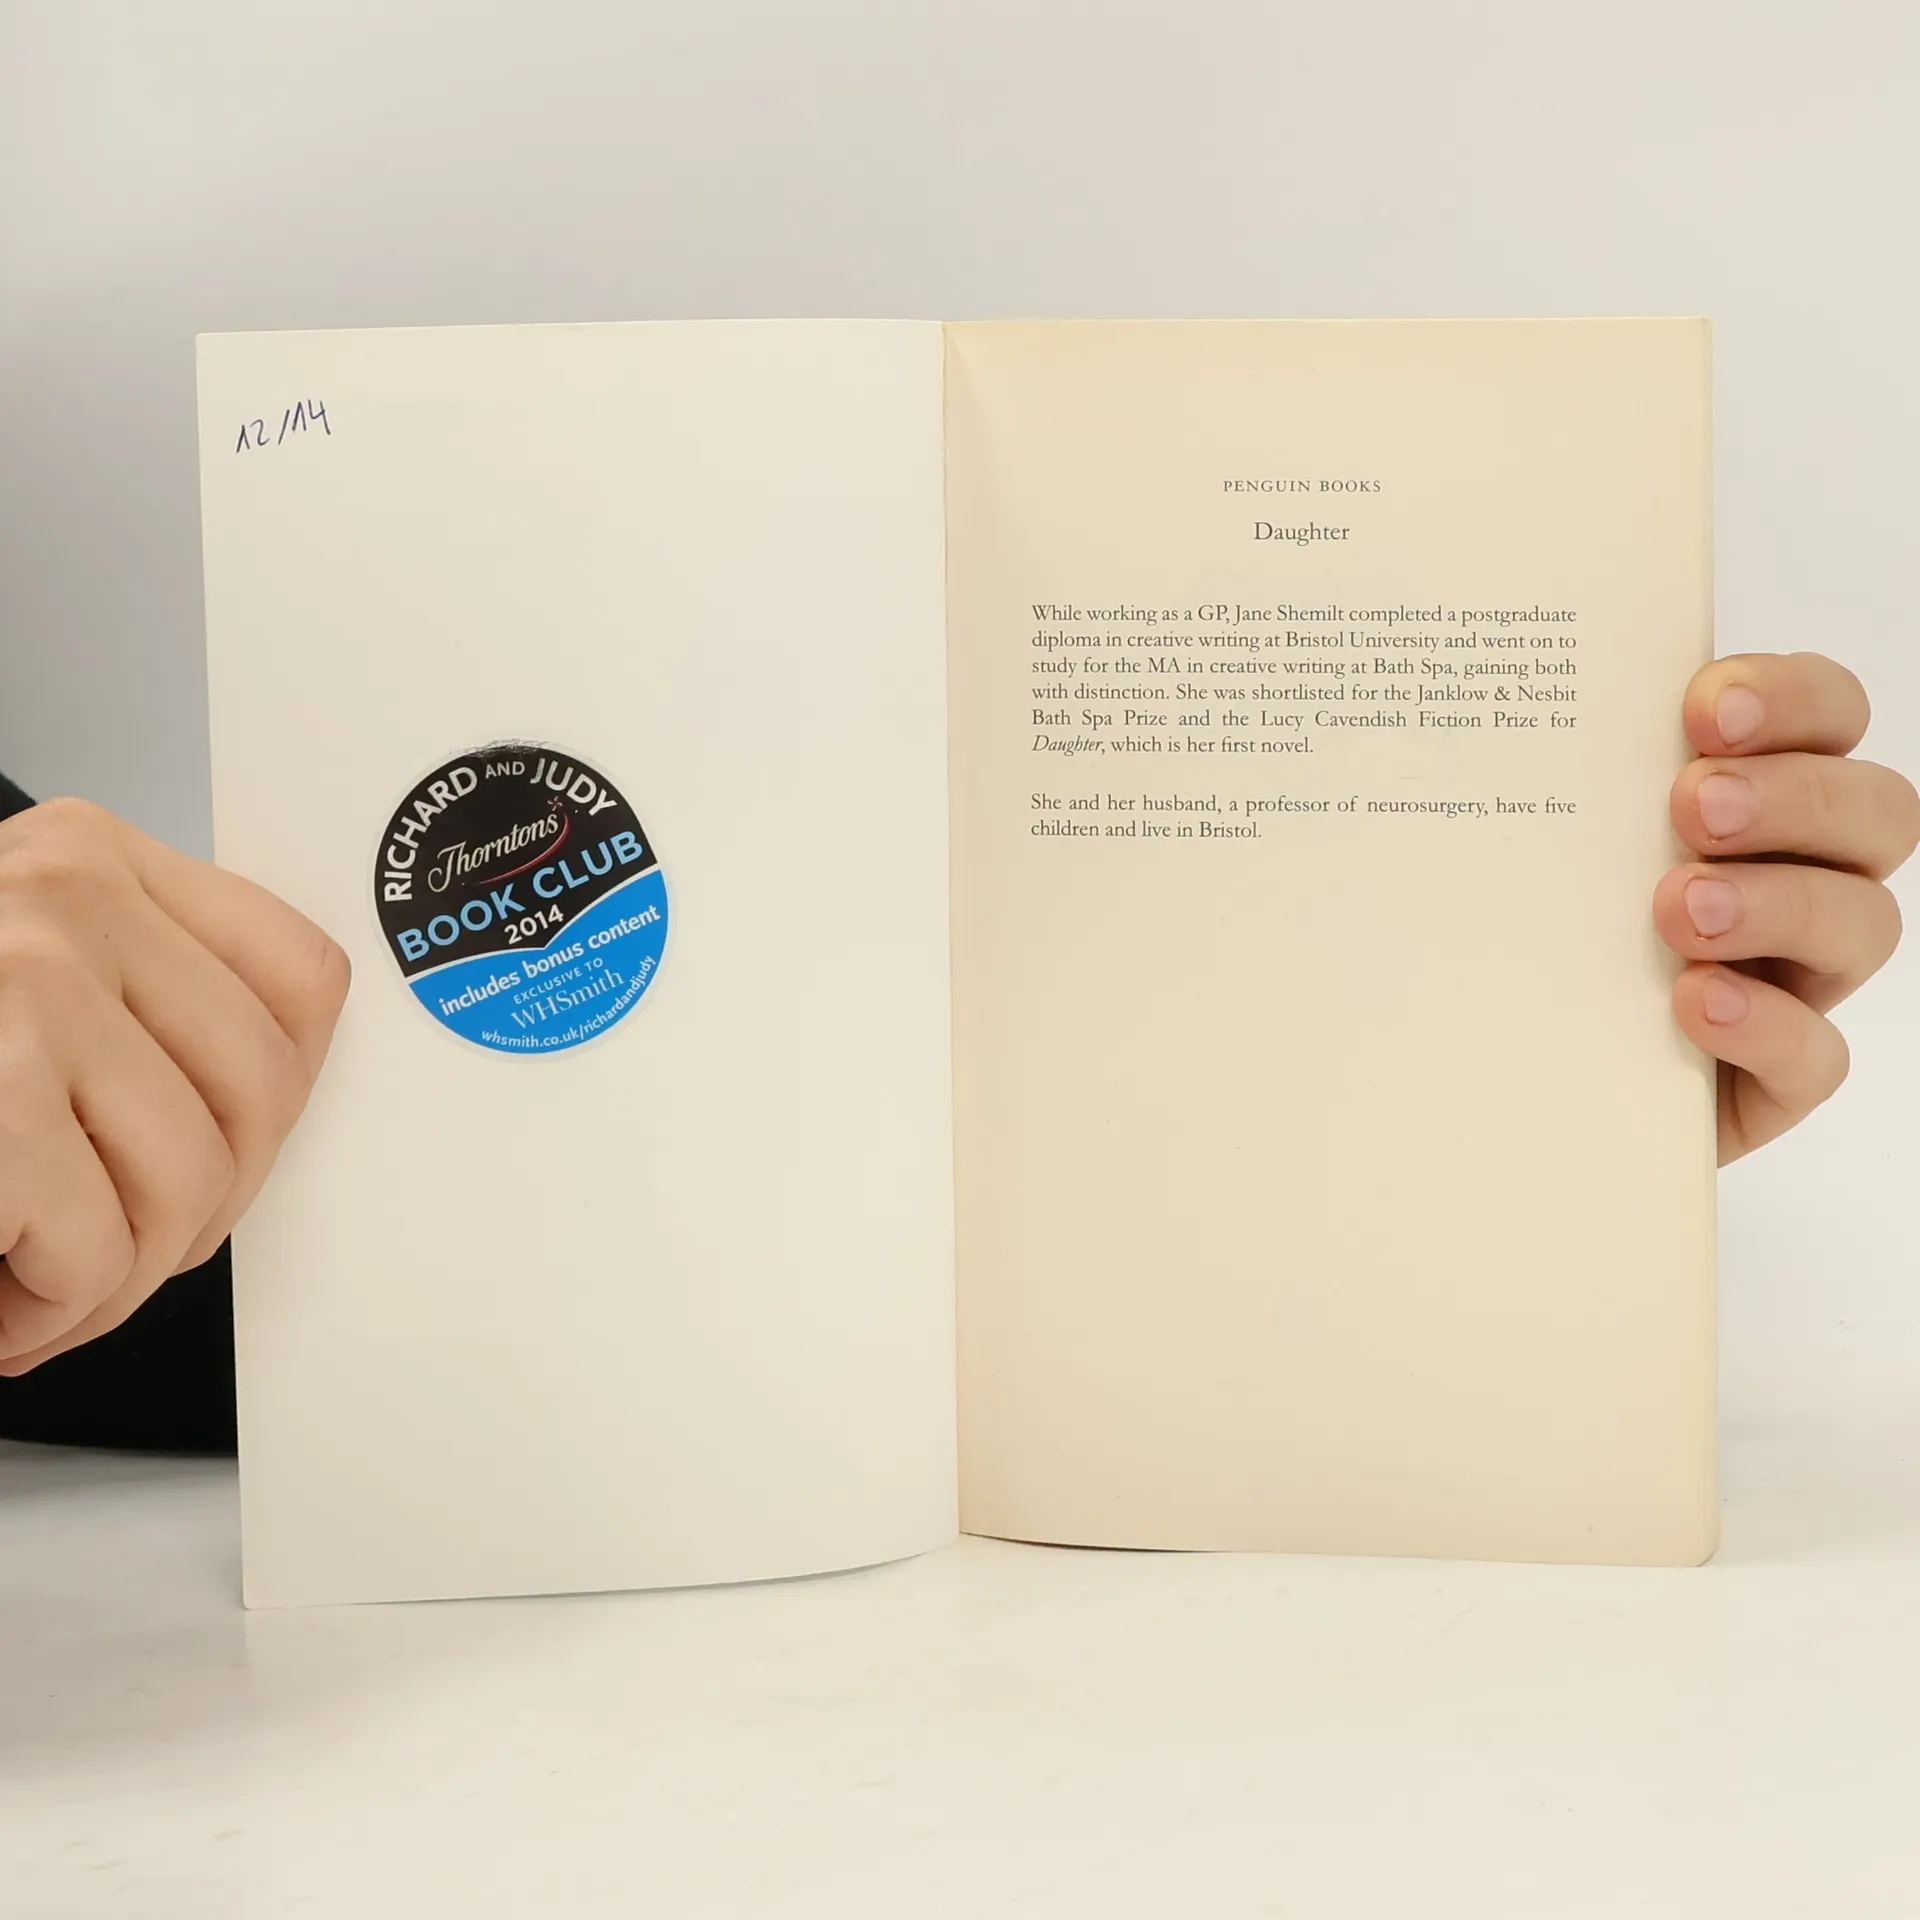 12/14
RICHARD AND JUDY
Thorntons
BOOK CLUB
2014
includes bonus content
EXCLUSIVE TO
WHSmith
whsmith.co.uk/richardandjudy
PENGUIN BOOKS
Daughter
While working as a GP, Jane Shemilt completed a postgraduate
diploma in creative writing at Bristol University and went on to
study for the MA in creative writing at Bath Spa, gaining both
with distinction. She was shortlisted for the Janklow & Nesbit
Bath Spa Prize and the Lucy Cavendish Fiction Prize for
Daughter, which is her first novel.
She and her husband, a professor of neurosurgery, have five
children and live in Bristol.